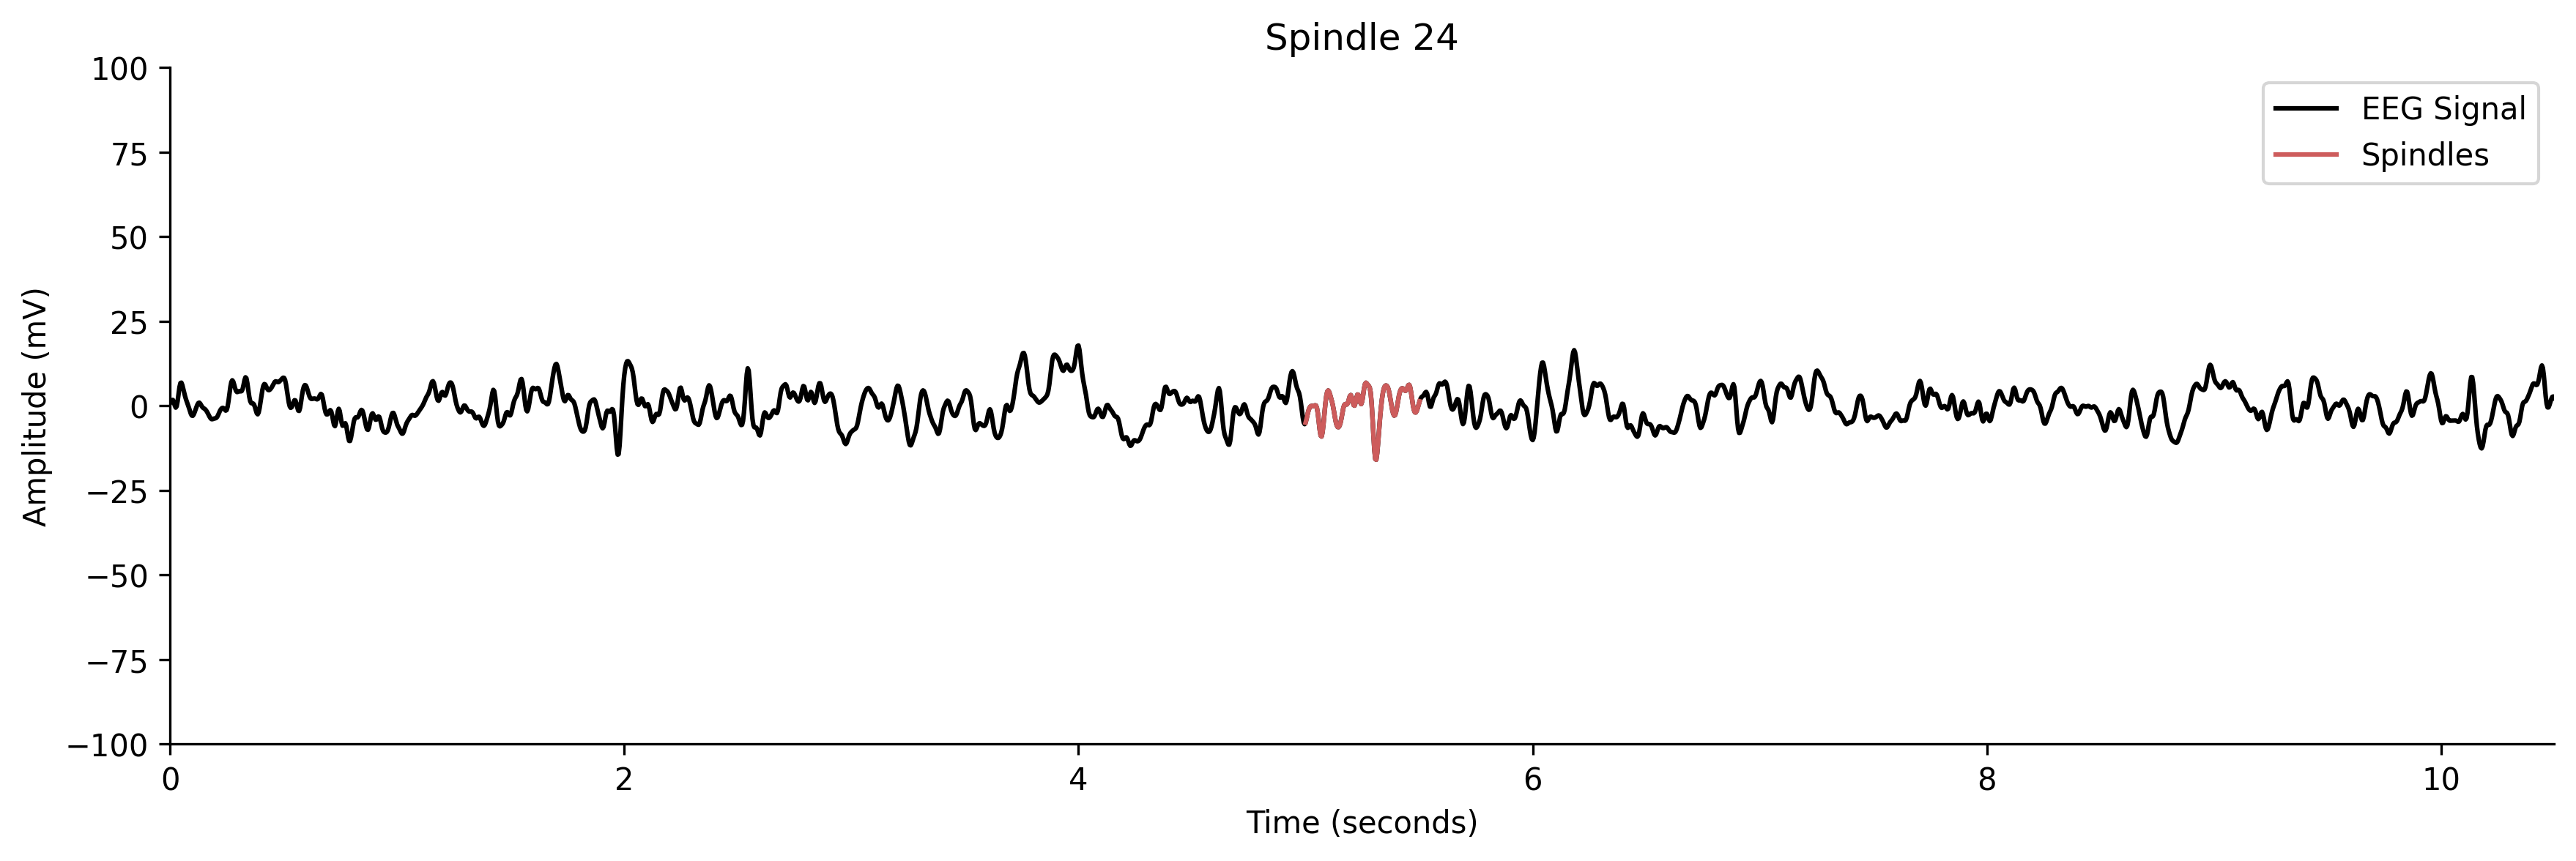 Spindle 24
100
75
50
25
0
−25
−50
−75
−100
Amplitude (mV)
EEG Signal
Spindles
0 2 4 6 8 10
Time (seconds)